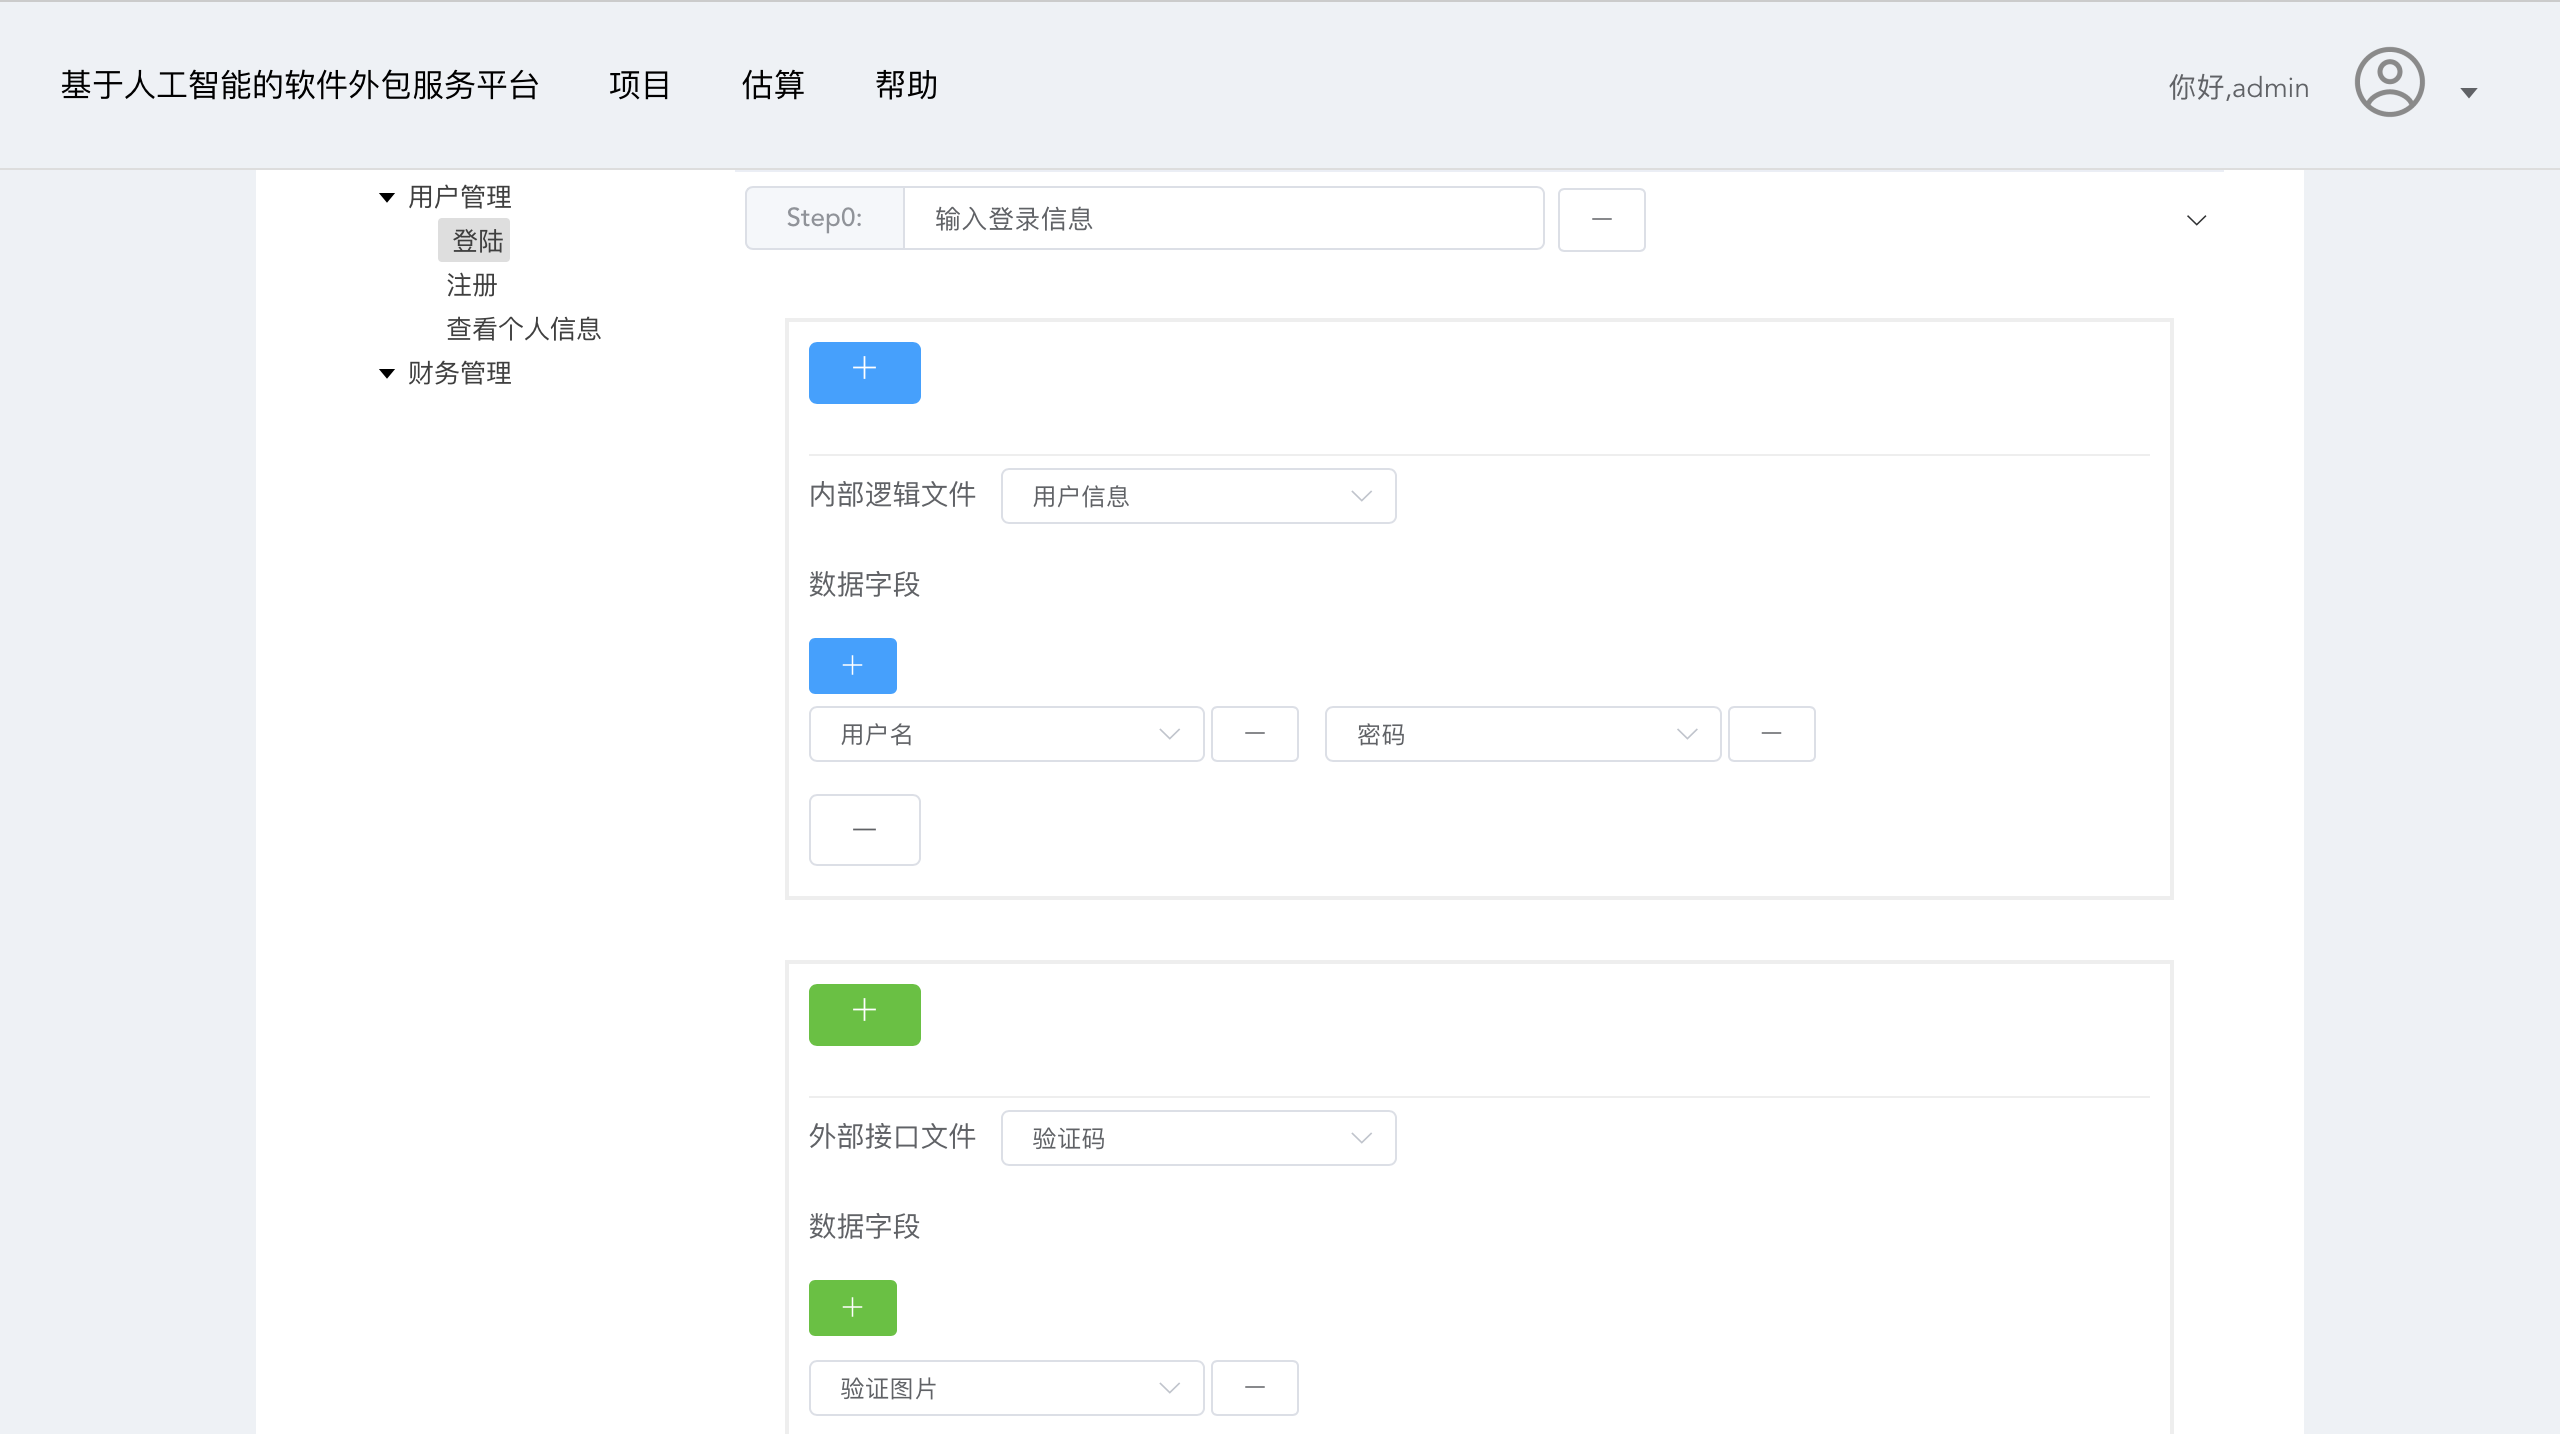 基于人工智能的软件外包服务平台 项目 估算 帮助 你好,admin
用户管理
登陆
注册
查看个人信息
财务管理
Step0: 输入登录信息
内部逻辑文件 用户信息
数据字段
用户名 密码
外部接口文件 验证码
数据字段
验证图片